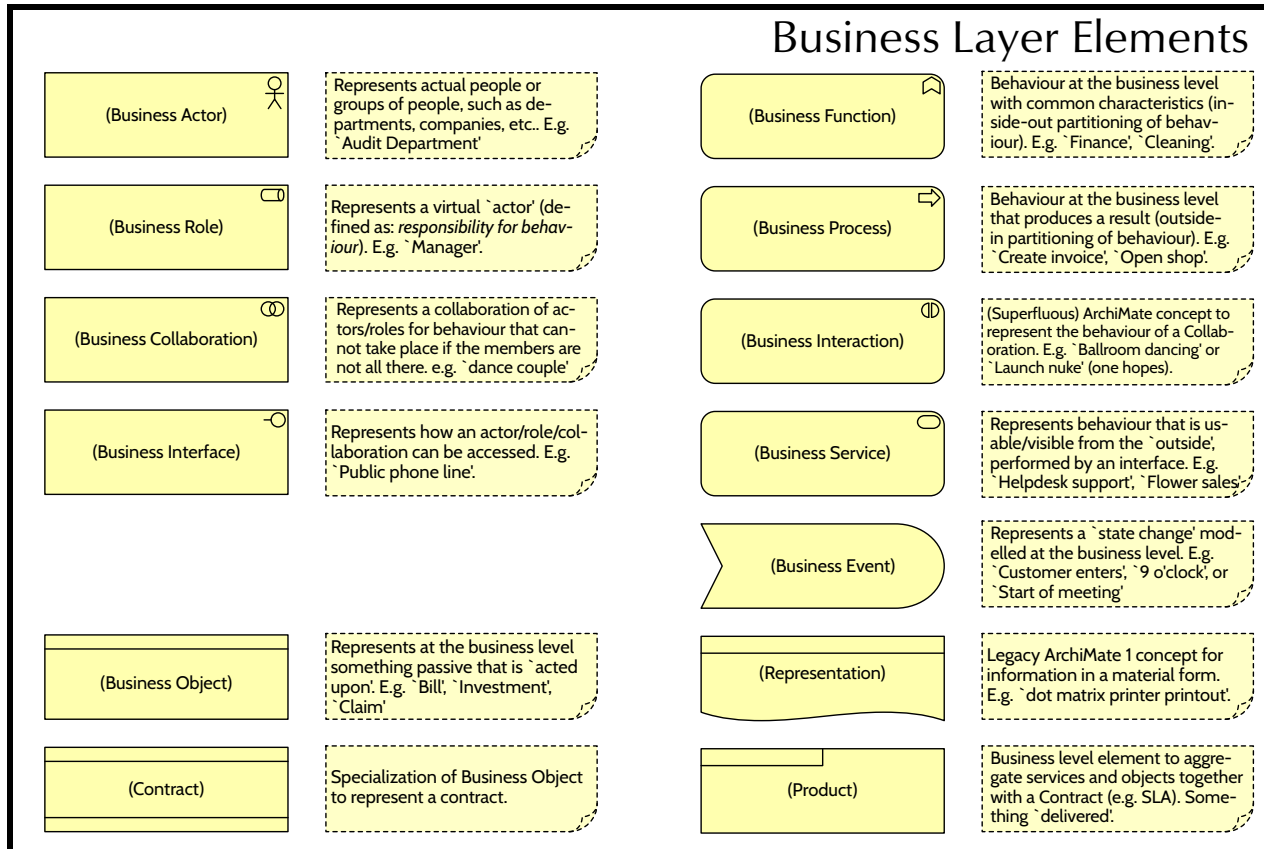 Business Layer Elements
(Business Actor)
Represents actual people or
groups of people, such as de-
partments, companies, etc.. E.g.
`Audit Department'
(Business Function)
Behaviour at the business level
with common characteristics (in-
side-out partitioning of behav-
iour). E.g. `Finance', `Cleaning'.
(Business Role)
Represents a virtual `actor' (de-
fined as: responsibility for behav-
iour). E.g. `Manager'.
(Business Process)
Behaviour at the business level
that produces a result (outside-
in partitioning of behaviour). E.g.
`Create invoice', `Open shop'.
(Business Collaboration)
Represents a collaboration of ac-
tors/roles for behaviour that can-
not take place if the members are
not all there. e.g. `dance couple'
(Business Interaction)
(Superfluous) ArchiMate concept to
represent the behaviour of a Collab-
oration. E.g. `Ballroom dancing' or
`Launch nuke' (one hopes).
(Business Interface)
Represents how an actor/role/col-
laboration can be accessed. E.g.
`Public phone line'.
(Business Service)
Represents behaviour that is us-
able/visible from the `outside',
performed by an interface. E.g.
`Helpdesk support', `Flower sales'
(Business Event)
Represents a `state change' mod-
elled at the business level. E.g.
`Customer enters', `9 o'clock', or
`Start of meeting'
(Business Object)
Represents at the business level
something passive that is `acted
upon'. E.g. `Bill', `Investment',
`Claim'
(Representation)
Legacy ArchiMate 1 concept for
information in a material form.
E.g. `dot matrix printer printout'.
(Contract)
Specialization of Business Object
to represent a contract.
(Product)
Business level element to aggre-
gate services and objects together
with a Contract (e.g. SLA). Some-
thing `delivered'.